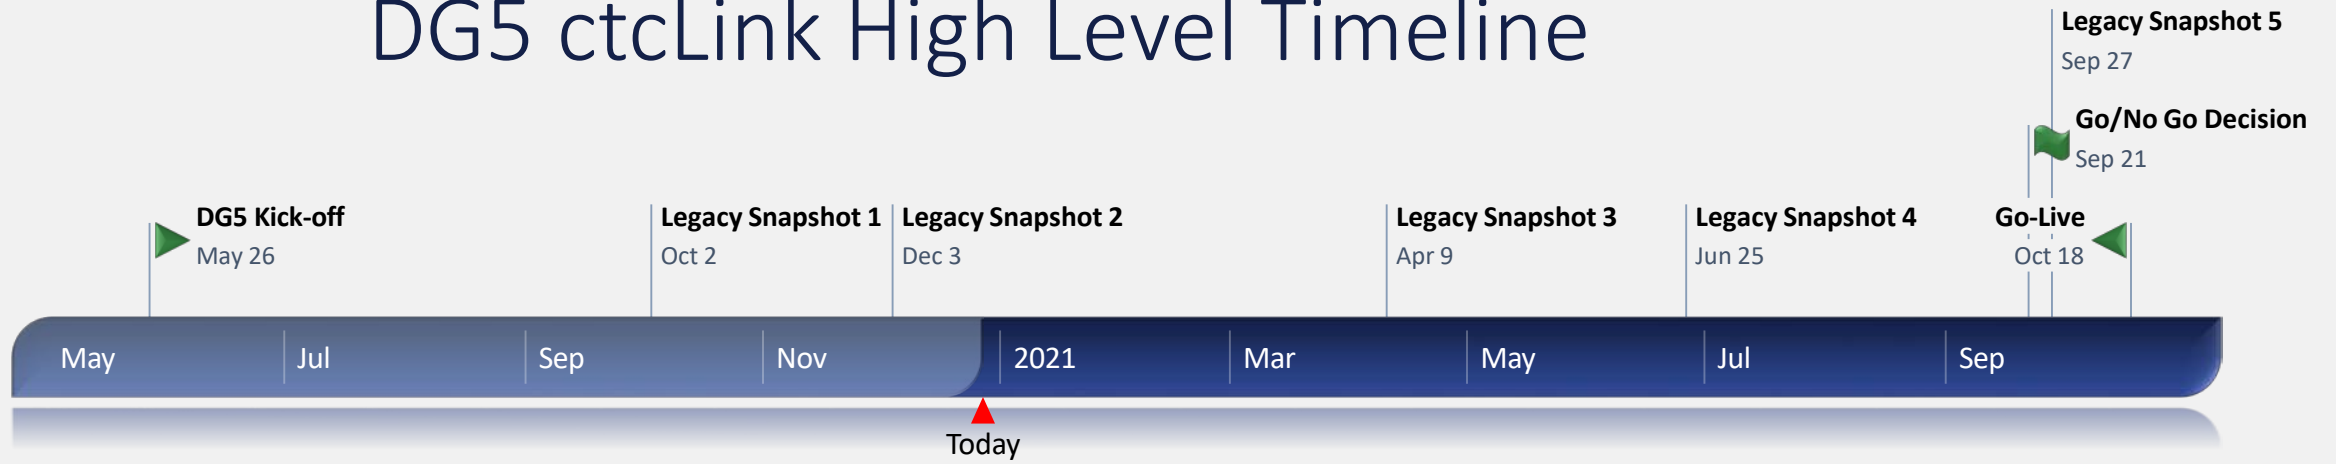 DG5 ctcLink High Level Timeline
Legacy Snapshot 5
Sep 27
Go/No Go Decision
Sep 21
DG5 Kick-off
May 26
Legacy Snapshot 1
Oct 2
Legacy Snapshot 2
Dec 3
Legacy Snapshot 3
Apr 9
Legacy Snapshot 4
Jun 25
Go-Live
Oct 18
May Jul Sep Nov 2021 Mar May Jul Sep
Today